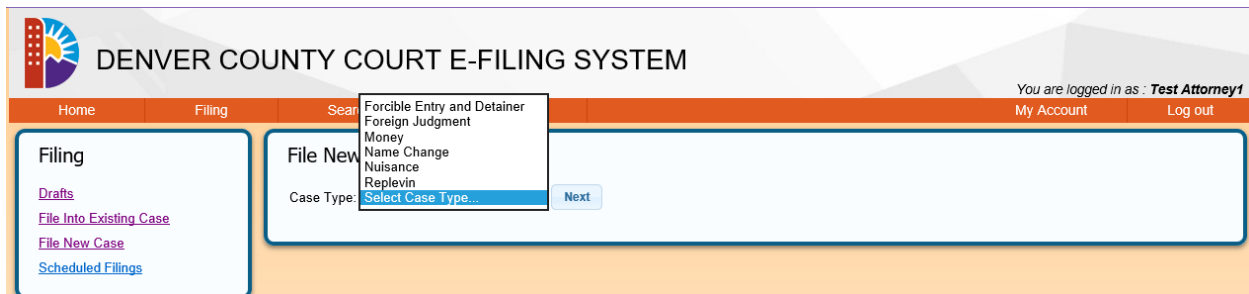 DENVER COUNTY COURT E-FILING SYSTEM
You are logged in as : Test Attorney1
Home Filing Sear My Account Log out
Forcible Entry and Detainer
Foreign Judgment
Money
Name Change
Nuisance
Replevin
Select Case Type...
Filing
Drafts
File Into Existing Case
File New Case
Scheduled Filings
File New
Case Type:
Next